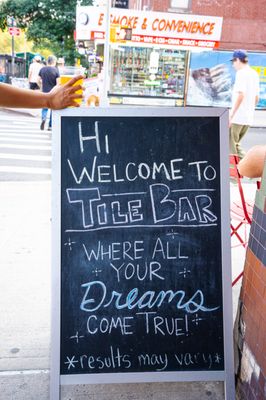 SMOKE & CONVENIENCE
Hi
WELCOME TO
TILE BAR
WHERE ALL
YOUR
DREAMS
COME TRUE!
*results may vary*